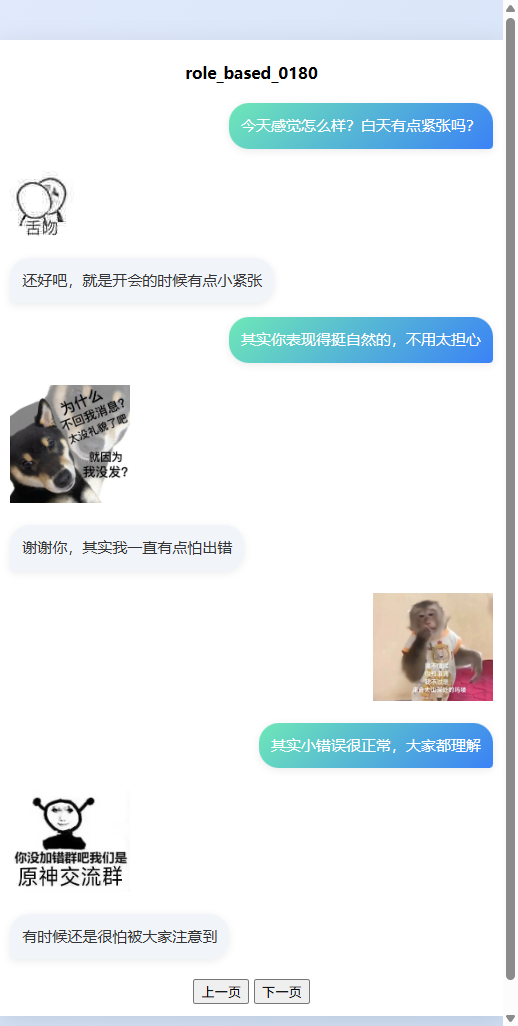 role_based_0180
今天感觉怎么样？白天有点紧张吗？
舌吻
还好吧，就是开会的时候有点小紧张
其实你表现得挺自然的，不用太担心
为什么
不回我消息?
太没礼貌了吧
就因为
我没发?
谢谢你，其实我一直有点怕出错
其实小错误很正常，大家都理解
你没加错群吧我们是
原神交流群
有时候还是很怕被大家注意到
上一页
下一页